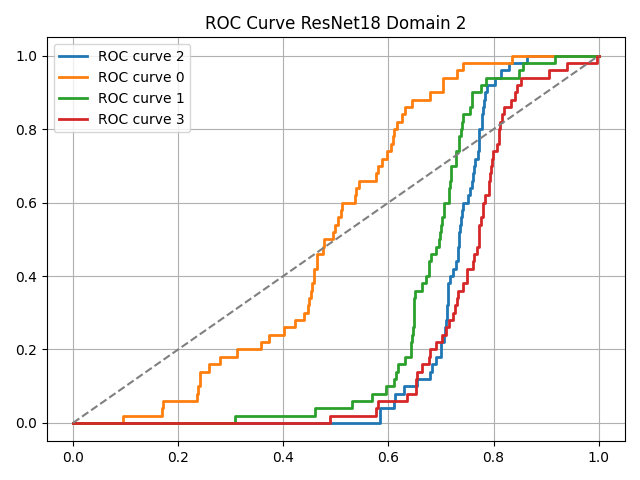 ROC Curve ResNet18 Domain 2
ROC curve 2
ROC curve 0
ROC curve 1
ROC curve 3
1.0
0.8
0.6
0.4
0.2
0.0
0.0 0.2 0.4 0.6 0.8 1.0